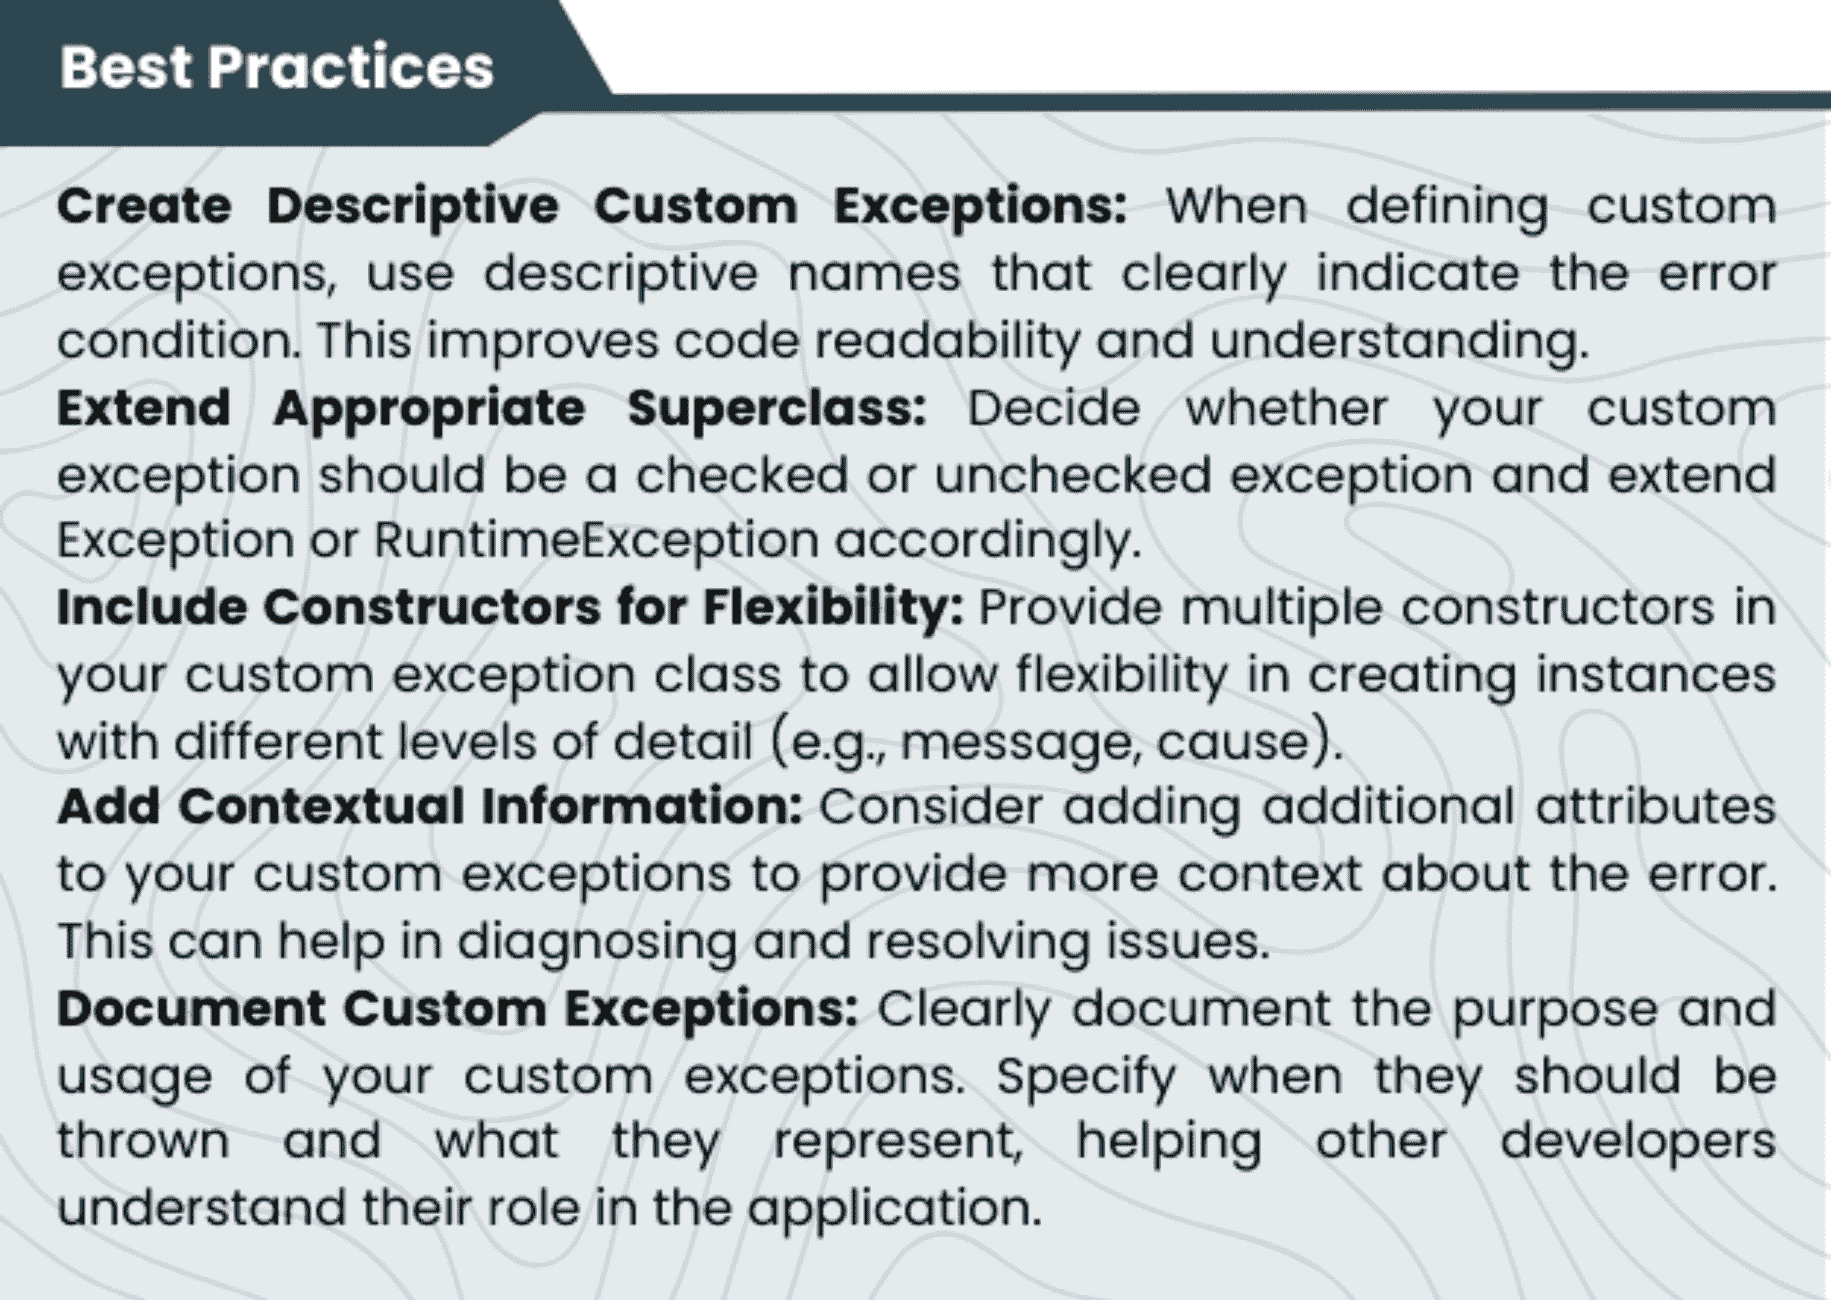 Best Practices
Create Descriptive Custom Exceptions: When defining custom
exceptions, use descriptive names that clearly indicate the error
condition. This improves code readability and understanding.
Extend Appropriate Superclass: Decide whether your custom
exception should be a checked or unchecked exception and extend
Exception or RuntimeException accordingly.
Include Constructors for Flexibility: Provide multiple constructors in
your custom exception class to allow flexibility in creating instances
with different levels of detail (e.g., message, cause).
Add Contextual Information: Consider adding additional attributes
to your custom exceptions to provide more context about the error.
This can help in diagnosing and resolving issues.
Document Custom Exceptions: Clearly document the purpose and
usage of your custom exceptions. Specify when they should be
thrown and what they represent, helping other developers
understand their role in the application.